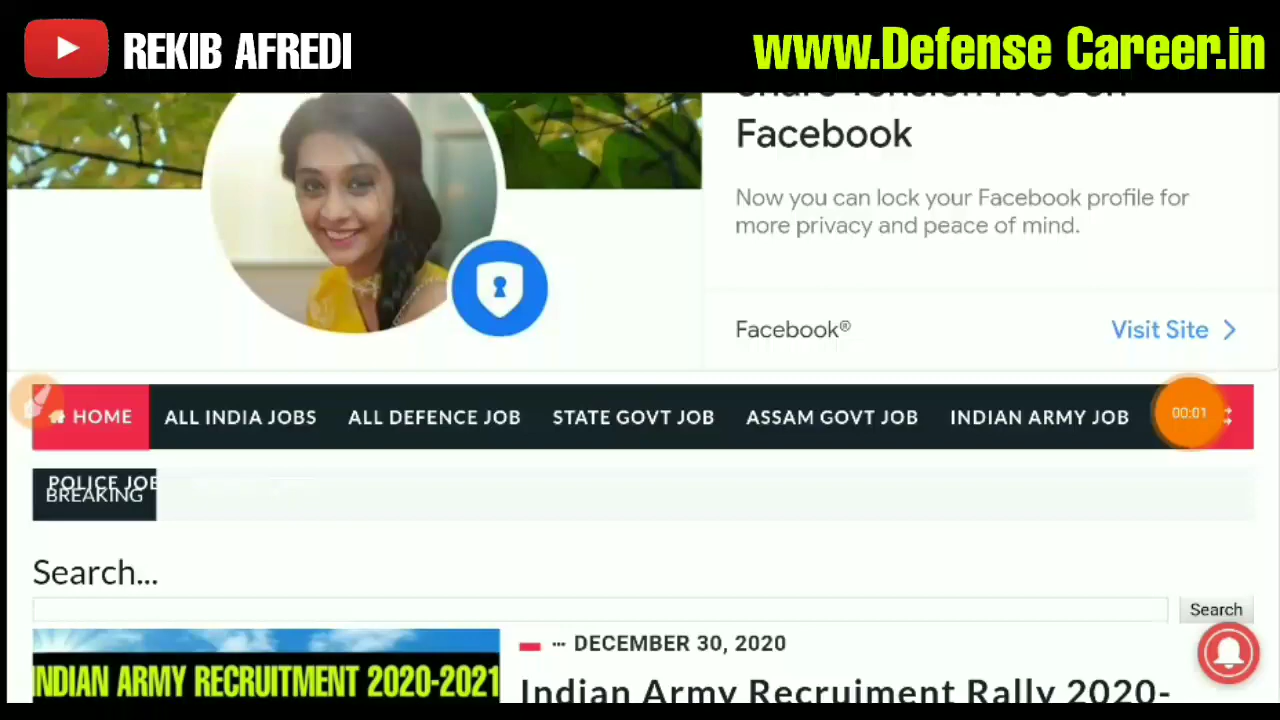 REKIB AFREDI
www.Defense Career.in
Facebook
Now you can lock your Facebook profile for
more privacy and peace of mind.
Facebook®
Visit Site
HOME
ALL INDIA JOBS
ALL DEFENCE JOB
STATE GOVT JOB
ASSAM GOVT JOB
INDIAN ARMY JOB
00:01
POLICE JOB
BREAKING
Search...
Search
DECEMBER 30, 2020
INDIAN ARMY RECRUITMENT 2020-2021
Indian Army Recruiment Rally 2020-